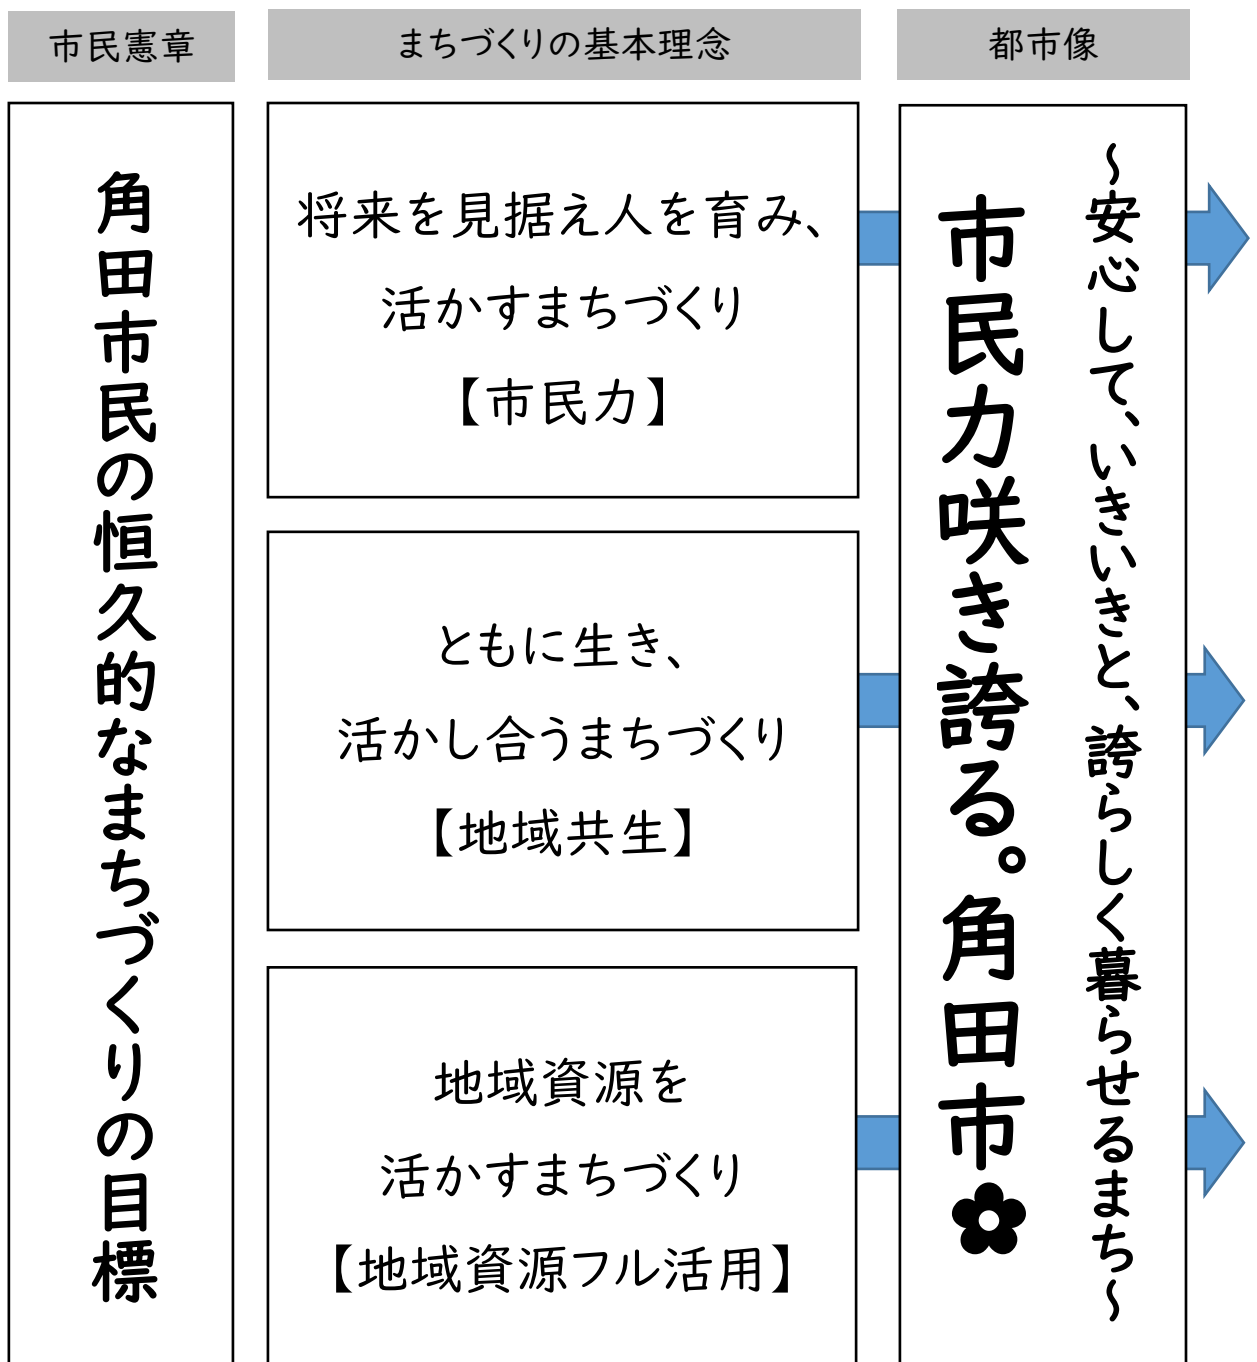 市民憲章
まちづくりの基本理念
都市像
角田市民の恒久的なまちづくりの目標
将来を見据え人を育み、
活かすまちづくり
【市民力】
ともに生き、
活かし合うまちづくり
【地域共生】
地域資源を
活かすまちづくり
【地域資源フル活用】
～安心して、いきいきと、誇らしく暮らせるまち～
市民力咲き誇る。角田市✿